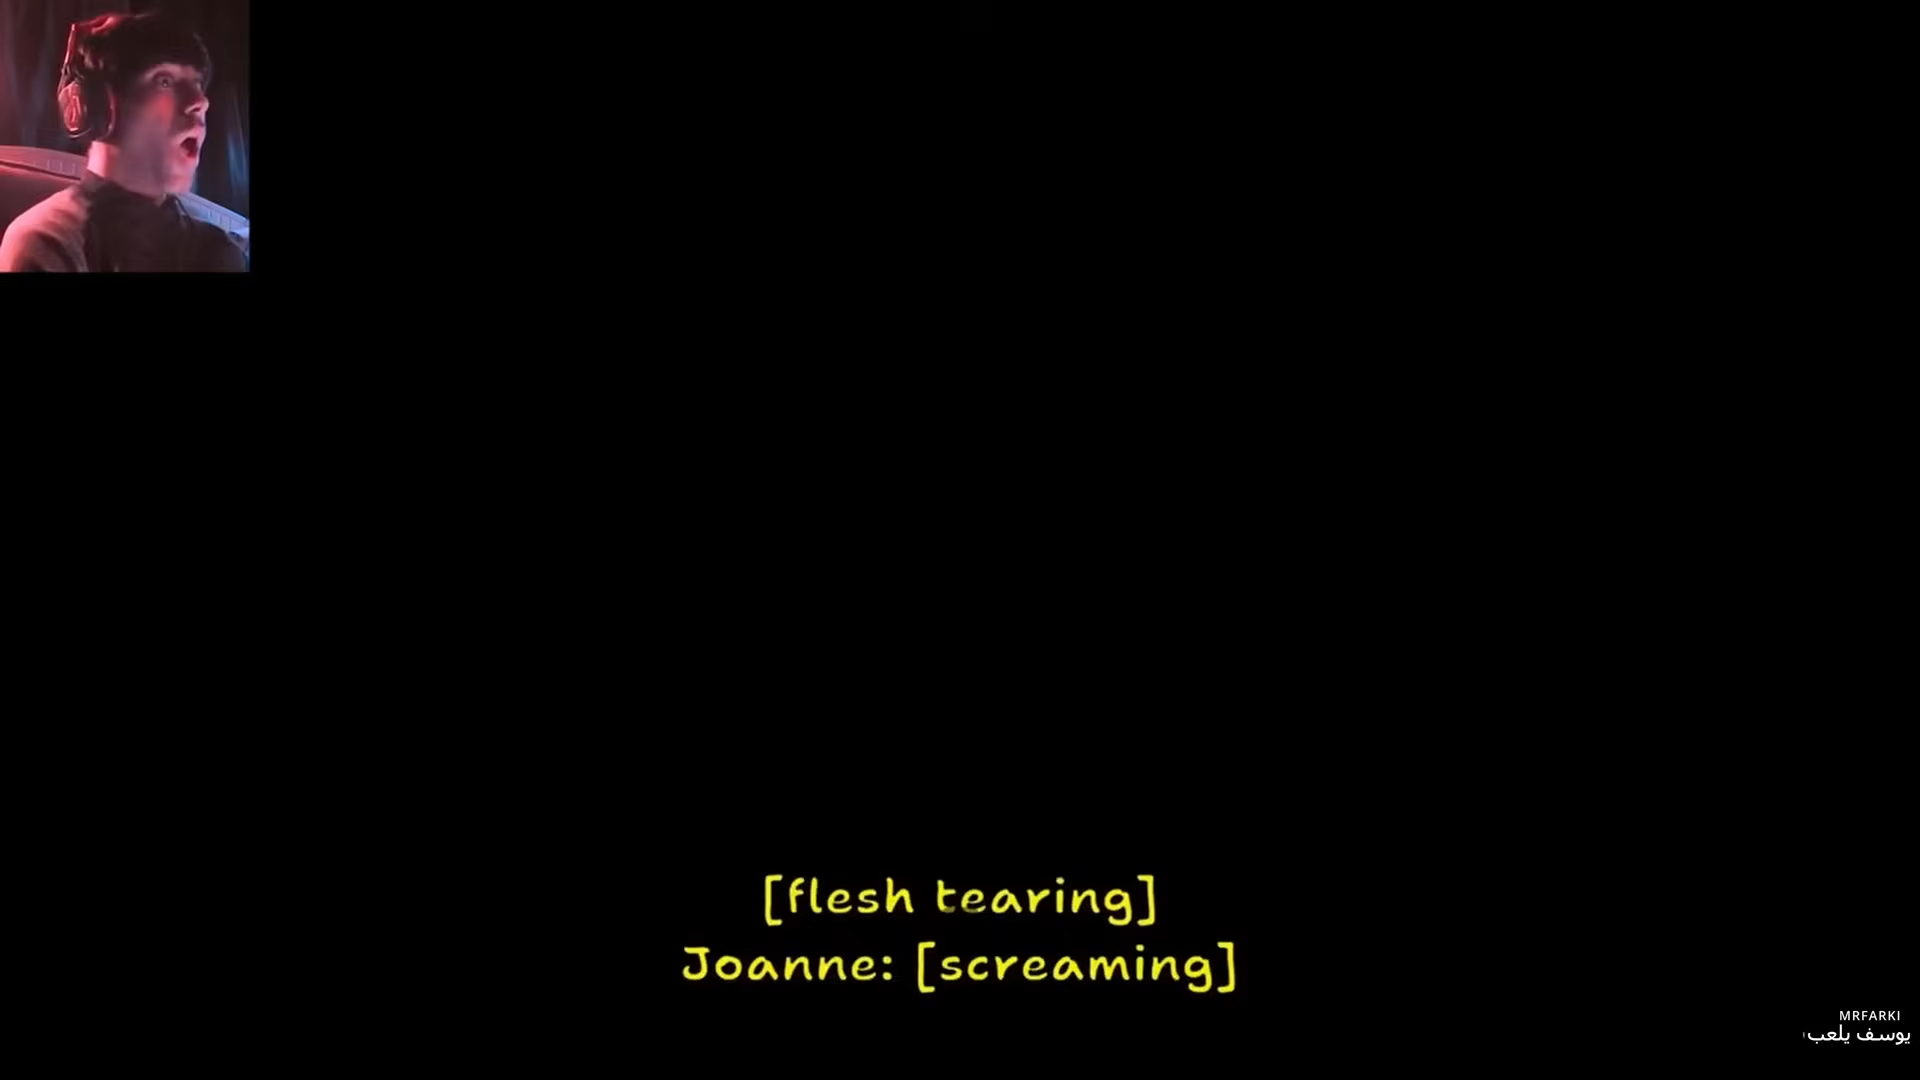 [flesh tearing]
Joanne: [screaming]
MRFARKI
يوسف يلعب